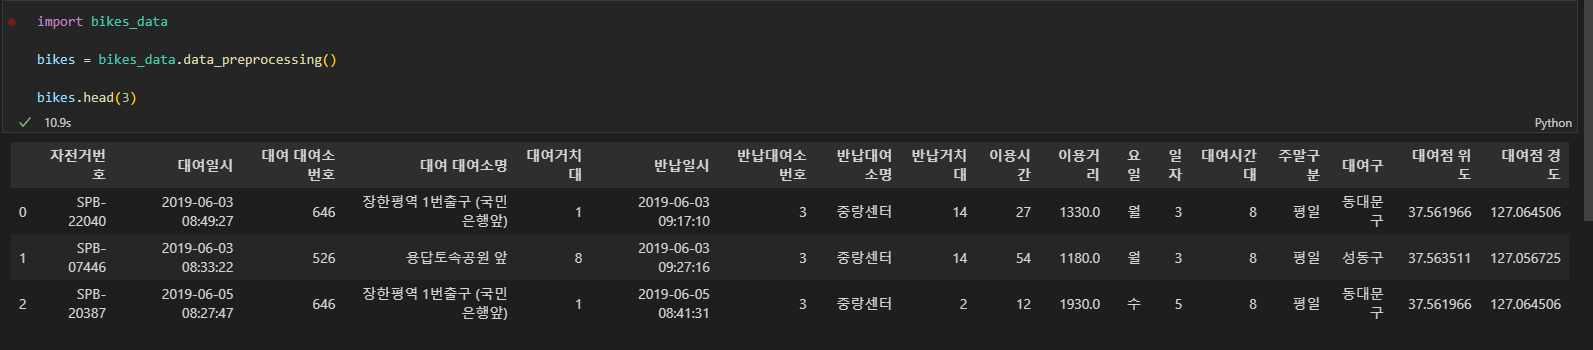 import bikes_data
bikes = bikes_data.data_preprocessing()
bikes.head(3)
10.9s
Python
자전거번호 대여일시 대여 대여소번호 대여 대여소명 대여거치대 반납일시 반납대여소번호 반납대여소명 반납거치대 이용시간 이용거리 요일 일자 대여시간대 주말구분 대여구 대여점 위도 대여점 경도
0 SPB-22040 2019-06-03 08:49:27 646 장한평역 1번출구 (국민은행앞) 1 2019-06-03 09:17:10 3 중랑센터 14 27 1330.0 월 3 8 평일 동대문구 37.561966 127.064506
1 SPB-07446 2019-06-03 08:33:22 526 용답토속공원 앞 8 2019-06-03 09:27:16 3 중랑센터 14 54 1180.0 월 3 8 평일 성동구 37.563511 127.056725
2 SPB-20387 2019-06-05 08:27:47 646 장한평역 1번출구 (국민은행앞) 1 2019-06-05 08:41:31 3 중랑센터 2 12 1930.0 수 5 8 평일 동대문구 37.561966 127.064506